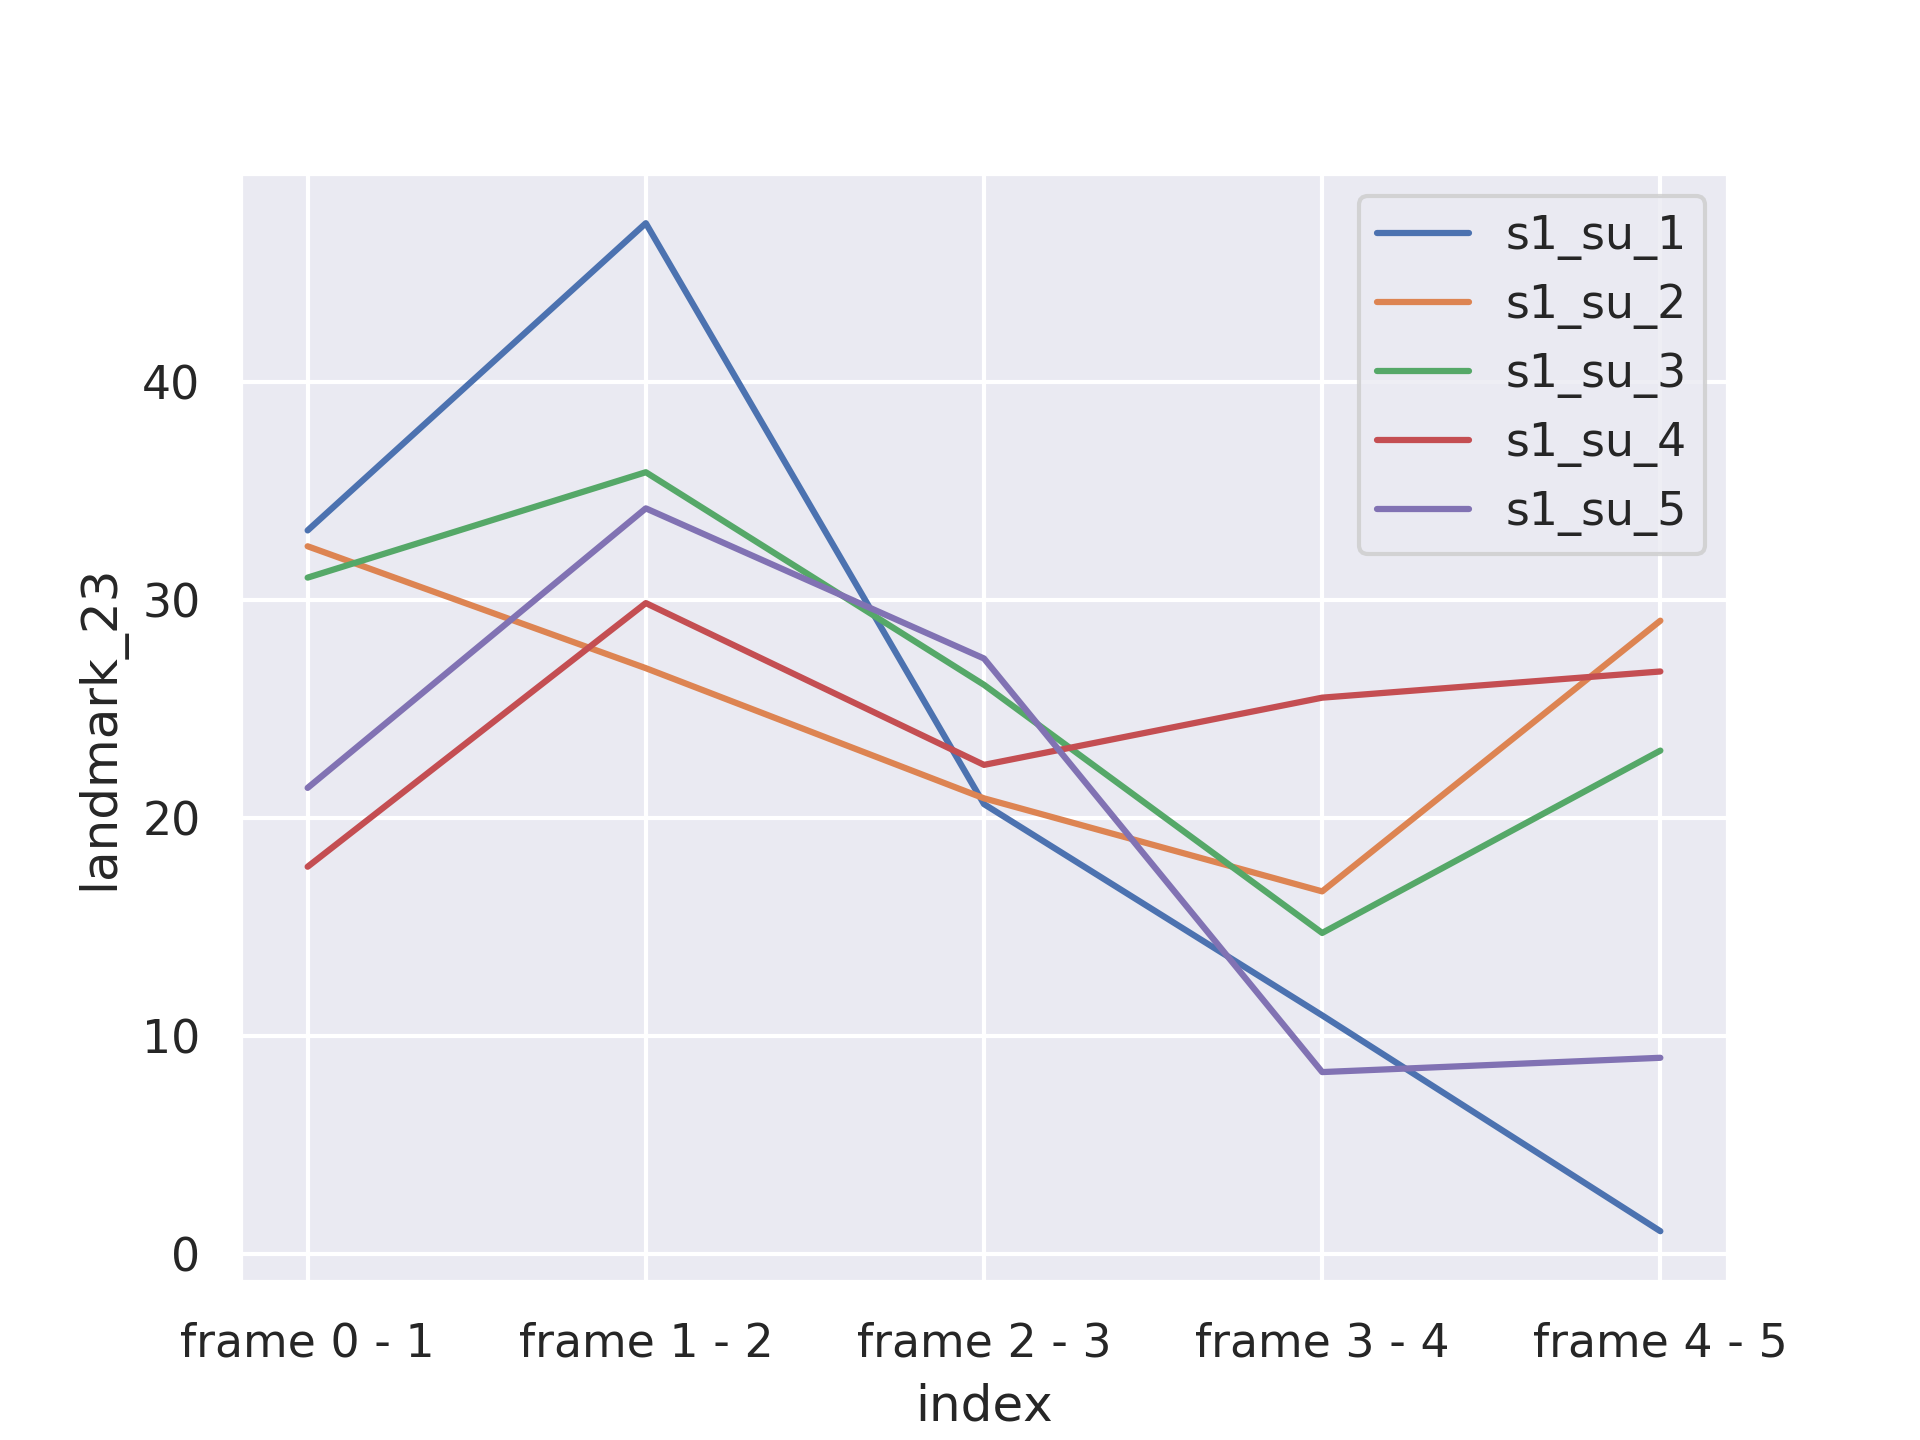 s1_su_1
s1_su_2
s1_su_3
s1_su_4
s1_su_5
40
30
20
10
0
landmark_23
frame 0 - 1 frame 1 - 2 frame 2 - 3 frame 3 - 4 frame 4 - 5
index